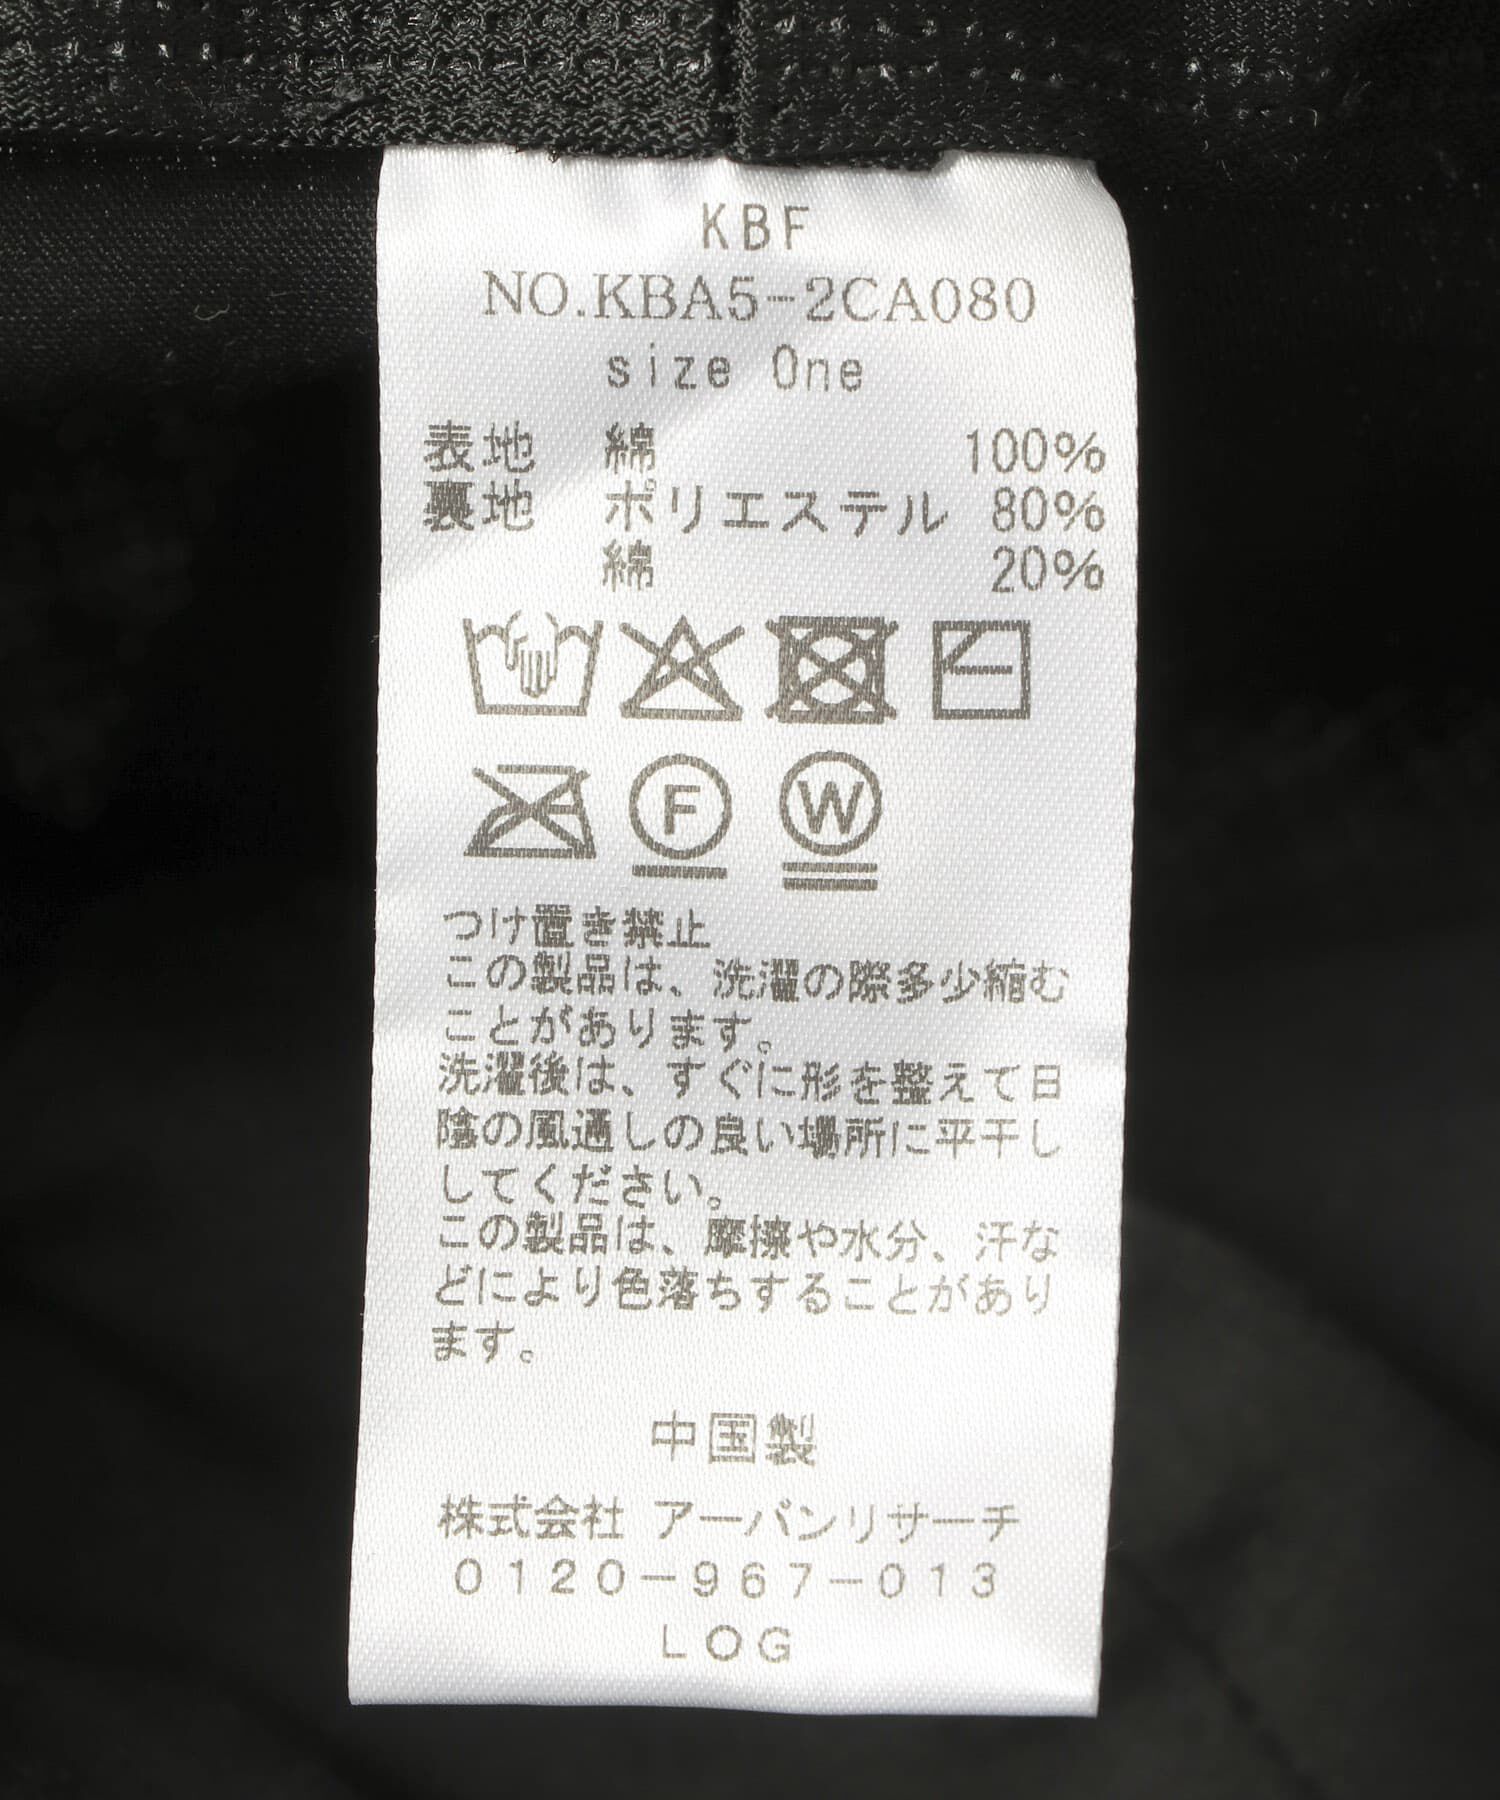 KBF
NO.KBA5-2CA080
size One
表地 綿 100%
裏地 ポリエステル 80%
綿 20%
F W
つけ置き禁止
この製品は、洗濯の際多少縮む
ことがあります。
洗濯後は、すぐに形を整えて日
陰の風通しの良い場所に平干し
してください。
この製品は、摩擦や水分、汗な
どにより色落ちすることがあり
ます。
中国製
株式会社 アーバンリサーチ
0120-967-013
LOG